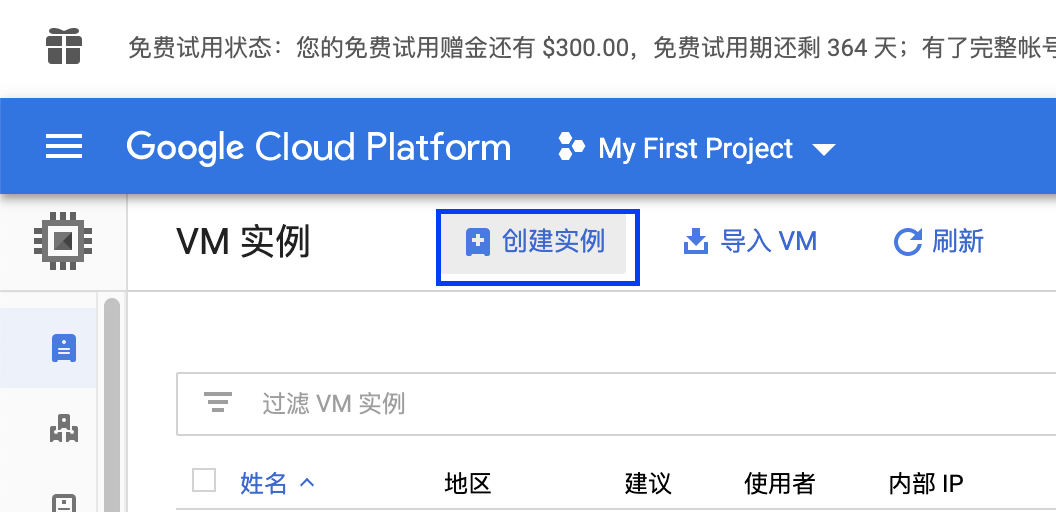 免费试用状态：您的免费试用赠金还有 $300.00，免费试用期还剩 364 天；有了完整帐
Google Cloud Platform My First Project
VM 实例 创建实例 导入 VM 刷新
过滤 VM 实例
姓名 地区 建议 使用者 内部 IP